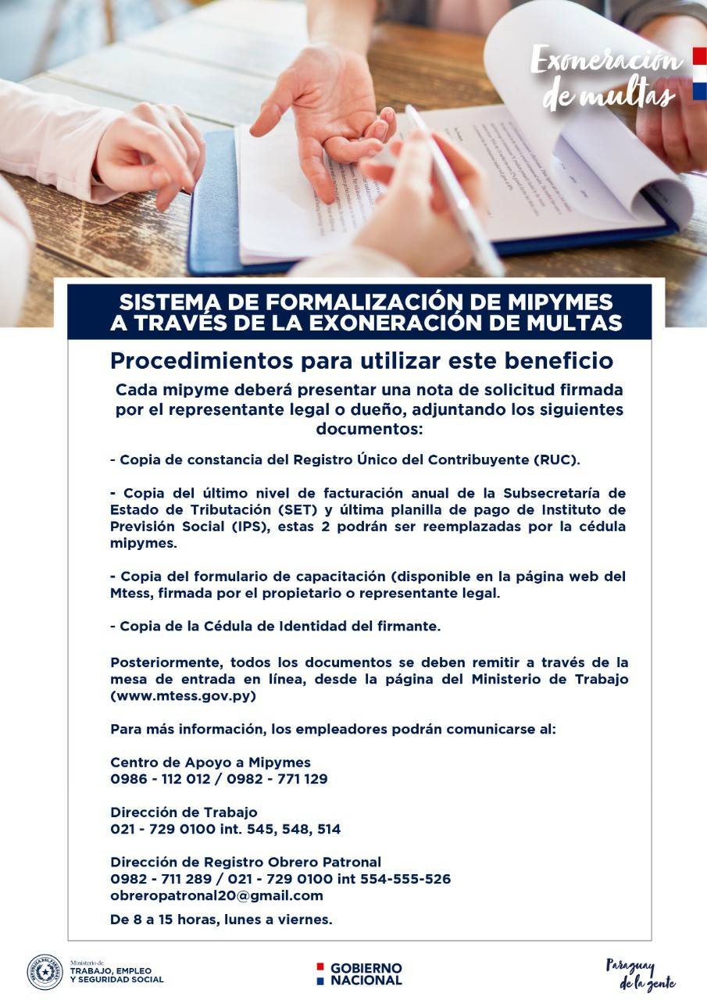 Exoneración
de multas
SISTEMA DE FORMALIZACIÓN DE MIPYMES
A TRAVÉS DE LA EXONERACIÓN DE MULTAS
Procedimientos para utilizar este beneficio
Cada mipyme deberá presentar una nota de solicitud firmada
por el representante legal o dueño, adjuntando los siguientes
documentos:
- Copia de constancia del Registro Único del Contribuyente (RUC).
- Copia del último nivel de facturación anual de la Subsecretaría de
Estado de Tributación (SET) y última planilla de pago de Instituto de
Previsión Social (IPS), estas 2 podrán ser reemplazadas por la cédula
mipymes.
- Copia del formulario de capacitación (disponible en la página web del
Mtess, firmada por el propietario o representante legal.
- Copia de la Cédula de Identidad del firmante.
Posteriormente, todos los documentos se deben remitir a través de la
mesa de entrada en línea, desde la página del Ministerio de Trabajo
(www.mtess.gov.py)
Para más información, los empleadores podrán comunicarse al:
Centro de Apoyo a Mipymes
0986 - 112 012 / 0982 - 771 129
Dirección de Trabajo
021 - 729 0100 int. 545, 548, 514
Dirección de Registro Obrero Patronal
0982 - 711 289 / 021 - 729 0100 int 554-555-526
obreropatronal20@gmail.com
De 8 a 15 horas, lunes a viernes.
Ministerio de
TRABAJO, EMPLEO
Y SEGURIDAD SOCIAL
GOBIERNO
NACIONAL
Paraguay
de la gente